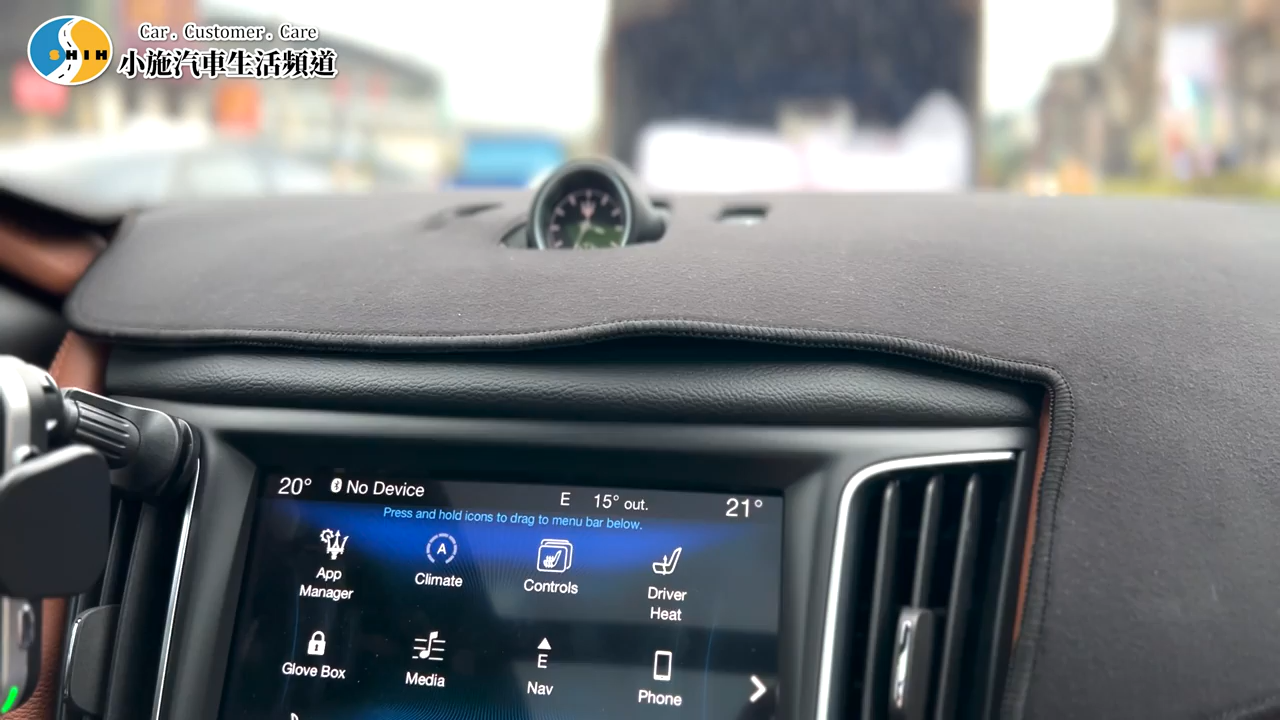 SHIH
Car. Customer. Care
小施汽車生活頻道
20° No Device E 15° out. 21°
Press and hold icons to drag to menu bar below.
App Manager
A
Climate
Controls
Driver Heat
Glove Box
Media
E
Nav
Phone